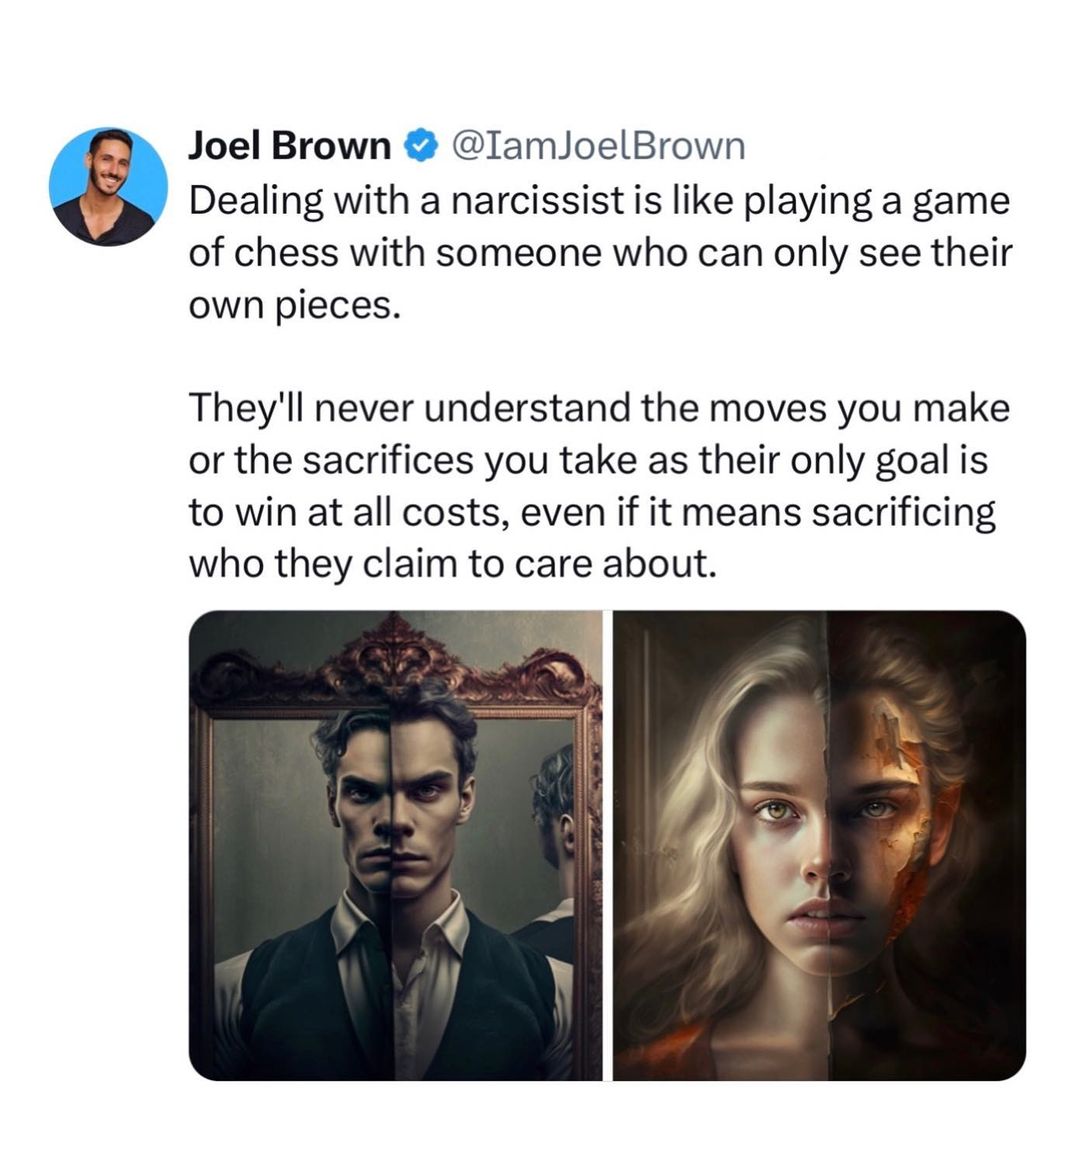 Joel Brown @IamJoelBrown
Dealing with a narcissist is like playing a game
of chess with someone who can only see their
own pieces.
They'll never understand the moves you make
or the sacrifices you take as their only goal is
to win at all costs, even if it means sacrificing
who they claim to care about.